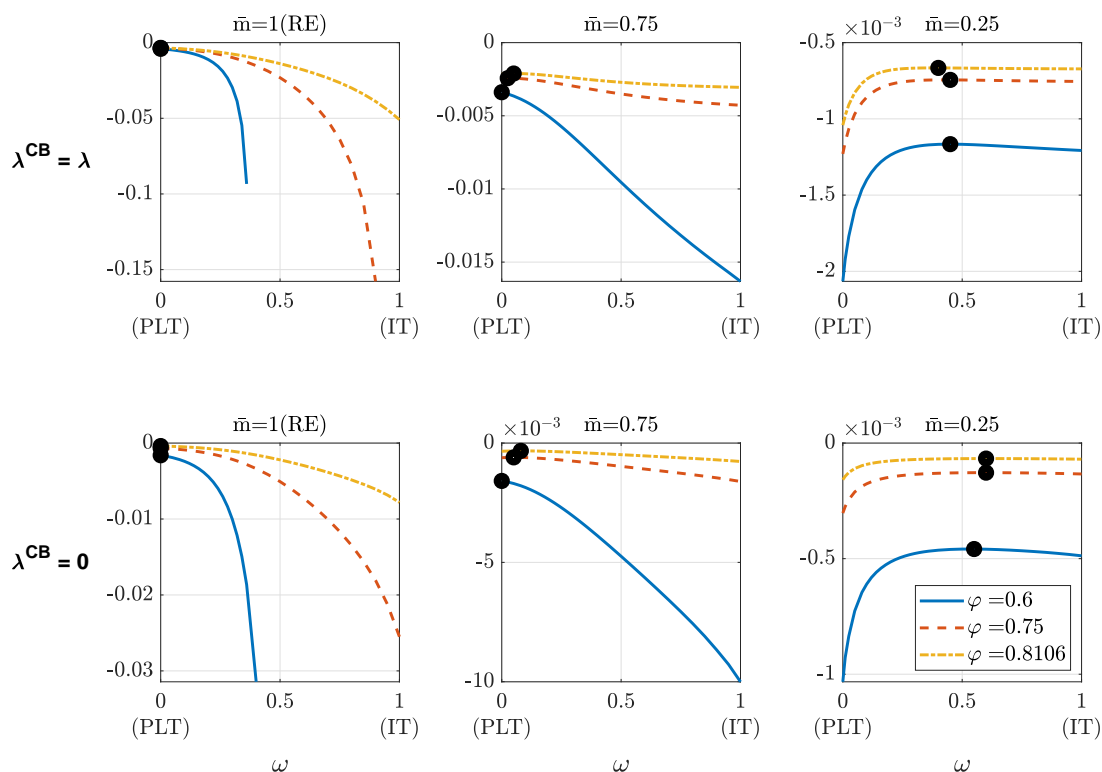 m̄=1(RE)
0
-0.05
-0.1
-0.15
0 0.5 1
(PLT) (IT)
m̄=0.75
0
-0.005
-0.01
-0.015
0 0.5 1
(PLT) (IT)
×10⁻³ m̄=0.25
-0.5
-1
-1.5
-2
0 0.5 1
(PLT) (IT)
λ^CB = λ
m̄=1(RE)
0
-0.01
-0.02
-0.03
0 0.5 1
(PLT) (IT)
ω
×10⁻³ m̄=0.75
0
-5
-10
0 0.5 1
(PLT) (IT)
ω
×10⁻³ m̄=0.25
0
-0.5
-1
0 0.5 1
(PLT) (IT)
ω
λ^CB = 0
φ=0.6
φ=0.75
φ=0.8106